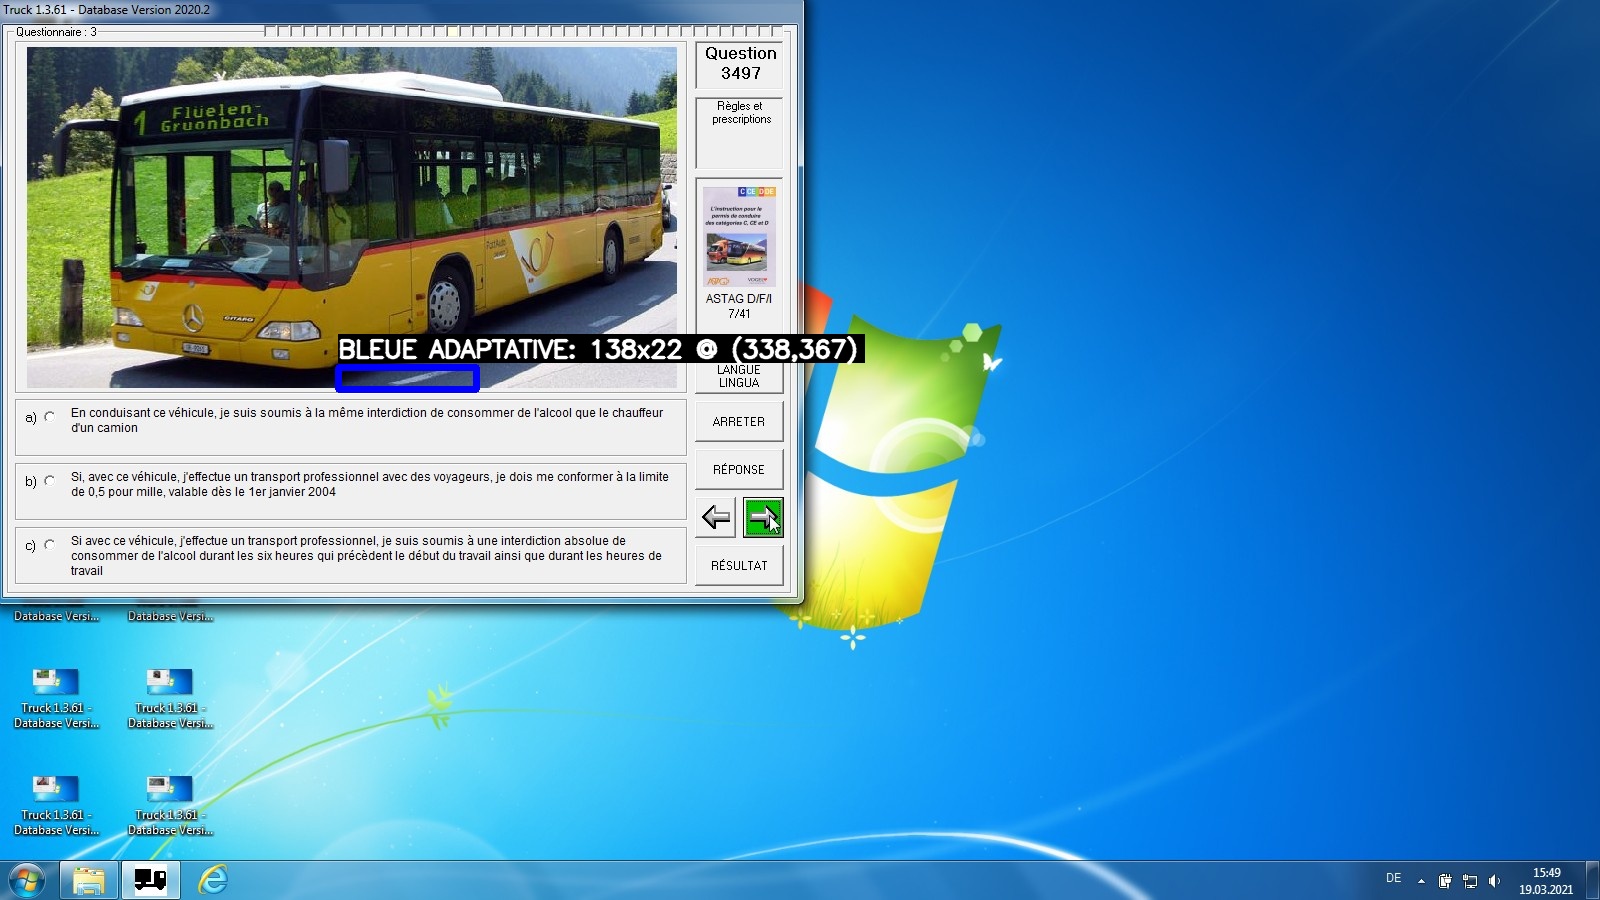 Truck 1.3.61 - Database Version 2020.2
Questionnaire : 3
1 Flüelen-
Gruonbach
PostAuto
CITARO
Question
3497
Règles et
prescriptions
C CE D DE
L'instruction pour le
permis de conduire
des catégories C, CE et D
ASTAG D/F/I
7/41
BLEUE ADAPTATIVE: 138x22 @ (338,367)
LANGUE
LINGUA
a)
En conduisant ce véhicule, je suis soumis à la même interdiction de consommer de l'alcool que le chauffeur
d'un camion
ARRETER
b)
Si, avec ce véhicule, j'effectue un transport professionnel avec des voyageurs, je dois me conformer à la limite
de 0,5 pour mille, valable dès le 1er janvier 2004
RÉPONSE
c)
Si avec ce véhicule, j'effectue un transport professionnel, je suis soumis à une interdiction absolue de
consommer de l'alcool durant les six heures qui précèdent le début du travail ainsi que durant les heures de
travail
RÉSULTAT
Database Versi...
Database Versi...
Truck 1.3.61 -
Database Versi...
Truck 1.3.61 -
Database Versi...
Truck 1.3.61 -
Database Versi...
Truck 1.3.61 -
Database Versi...
DE
15:49
19.03.2021